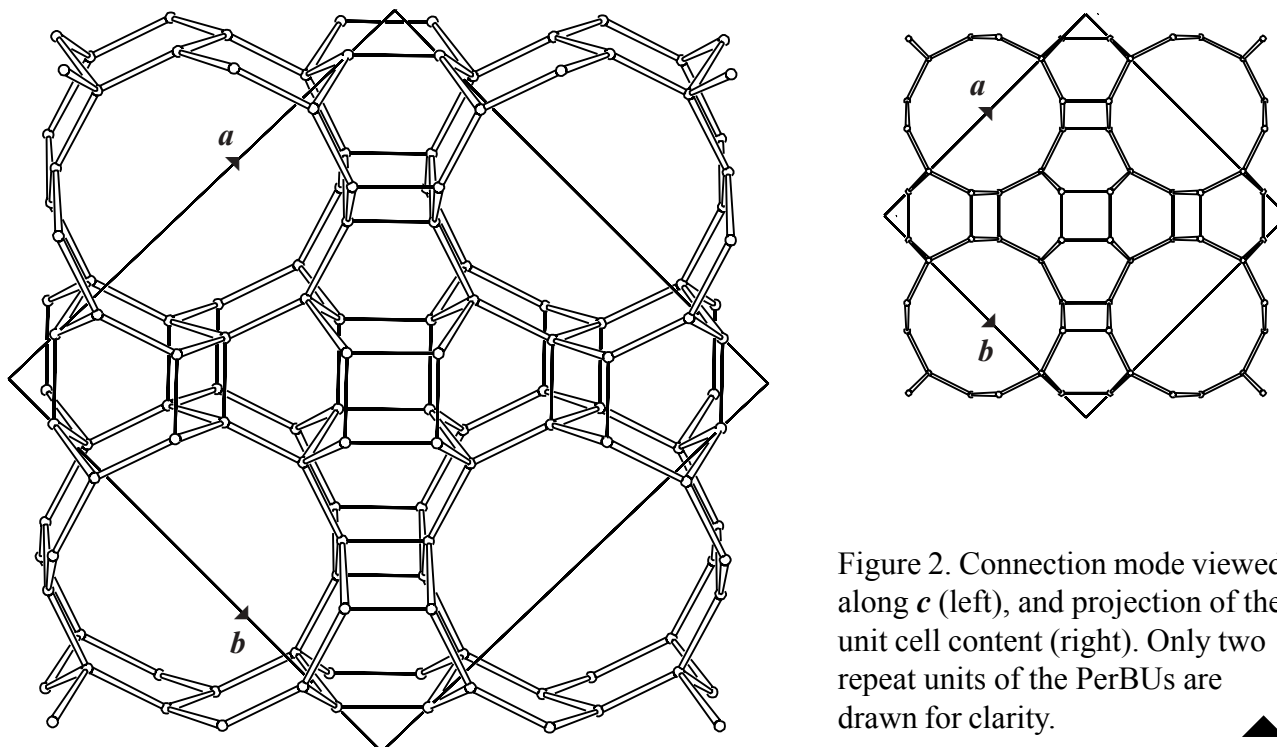 a
b
a
b
Figure 2. Connection mode viewed
along c (left), and projection of the
unit cell content (right). Only two
repeat units of the PerBUs are
drawn for clarity.